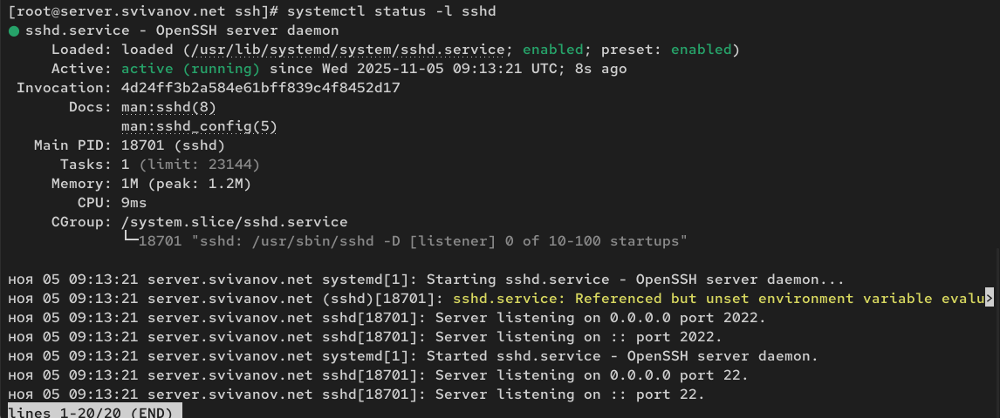 [root@server.svivanov.net ssh]# systemctl status -l sshd
● sshd.service - OpenSSH server daemon
     Loaded: loaded (/usr/lib/systemd/system/sshd.service; enabled; preset: enabled)
     Active: active (running) since Wed 2025-11-05 09:13:21 UTC; 8s ago
 Invocation: 4d24ff3b2a584e61bff839c4f8452d17
       Docs: man:sshd(8)
             man:sshd_config(5)
   Main PID: 18701 (sshd)
      Tasks: 1 (limit: 23144)
     Memory: 1M (peak: 1.2M)
        CPU: 9ms
     CGroup: /system.slice/sshd.service
             └─18701 "sshd: /usr/sbin/sshd -D [listener] 0 of 10-100 startups"

ноя 05 09:13:21 server.svivanov.net systemd[1]: Starting sshd.service - OpenSSH server daemon...
ноя 05 09:13:21 server.svivanov.net (sshd)[18701]: sshd.service: Referenced but unset environment variable evalu>
ноя 05 09:13:21 server.svivanov.net sshd[18701]: Server listening on 0.0.0.0 port 2022.
ноя 05 09:13:21 server.svivanov.net sshd[18701]: Server listening on :: port 2022.
ноя 05 09:13:21 server.svivanov.net systemd[1]: Started sshd.service - OpenSSH server daemon.
ноя 05 09:13:21 server.svivanov.net sshd[18701]: Server listening on 0.0.0.0 port 22.
ноя 05 09:13:21 server.svivanov.net sshd[18701]: Server listening on :: port 22.
lines 1-20/20 (END)